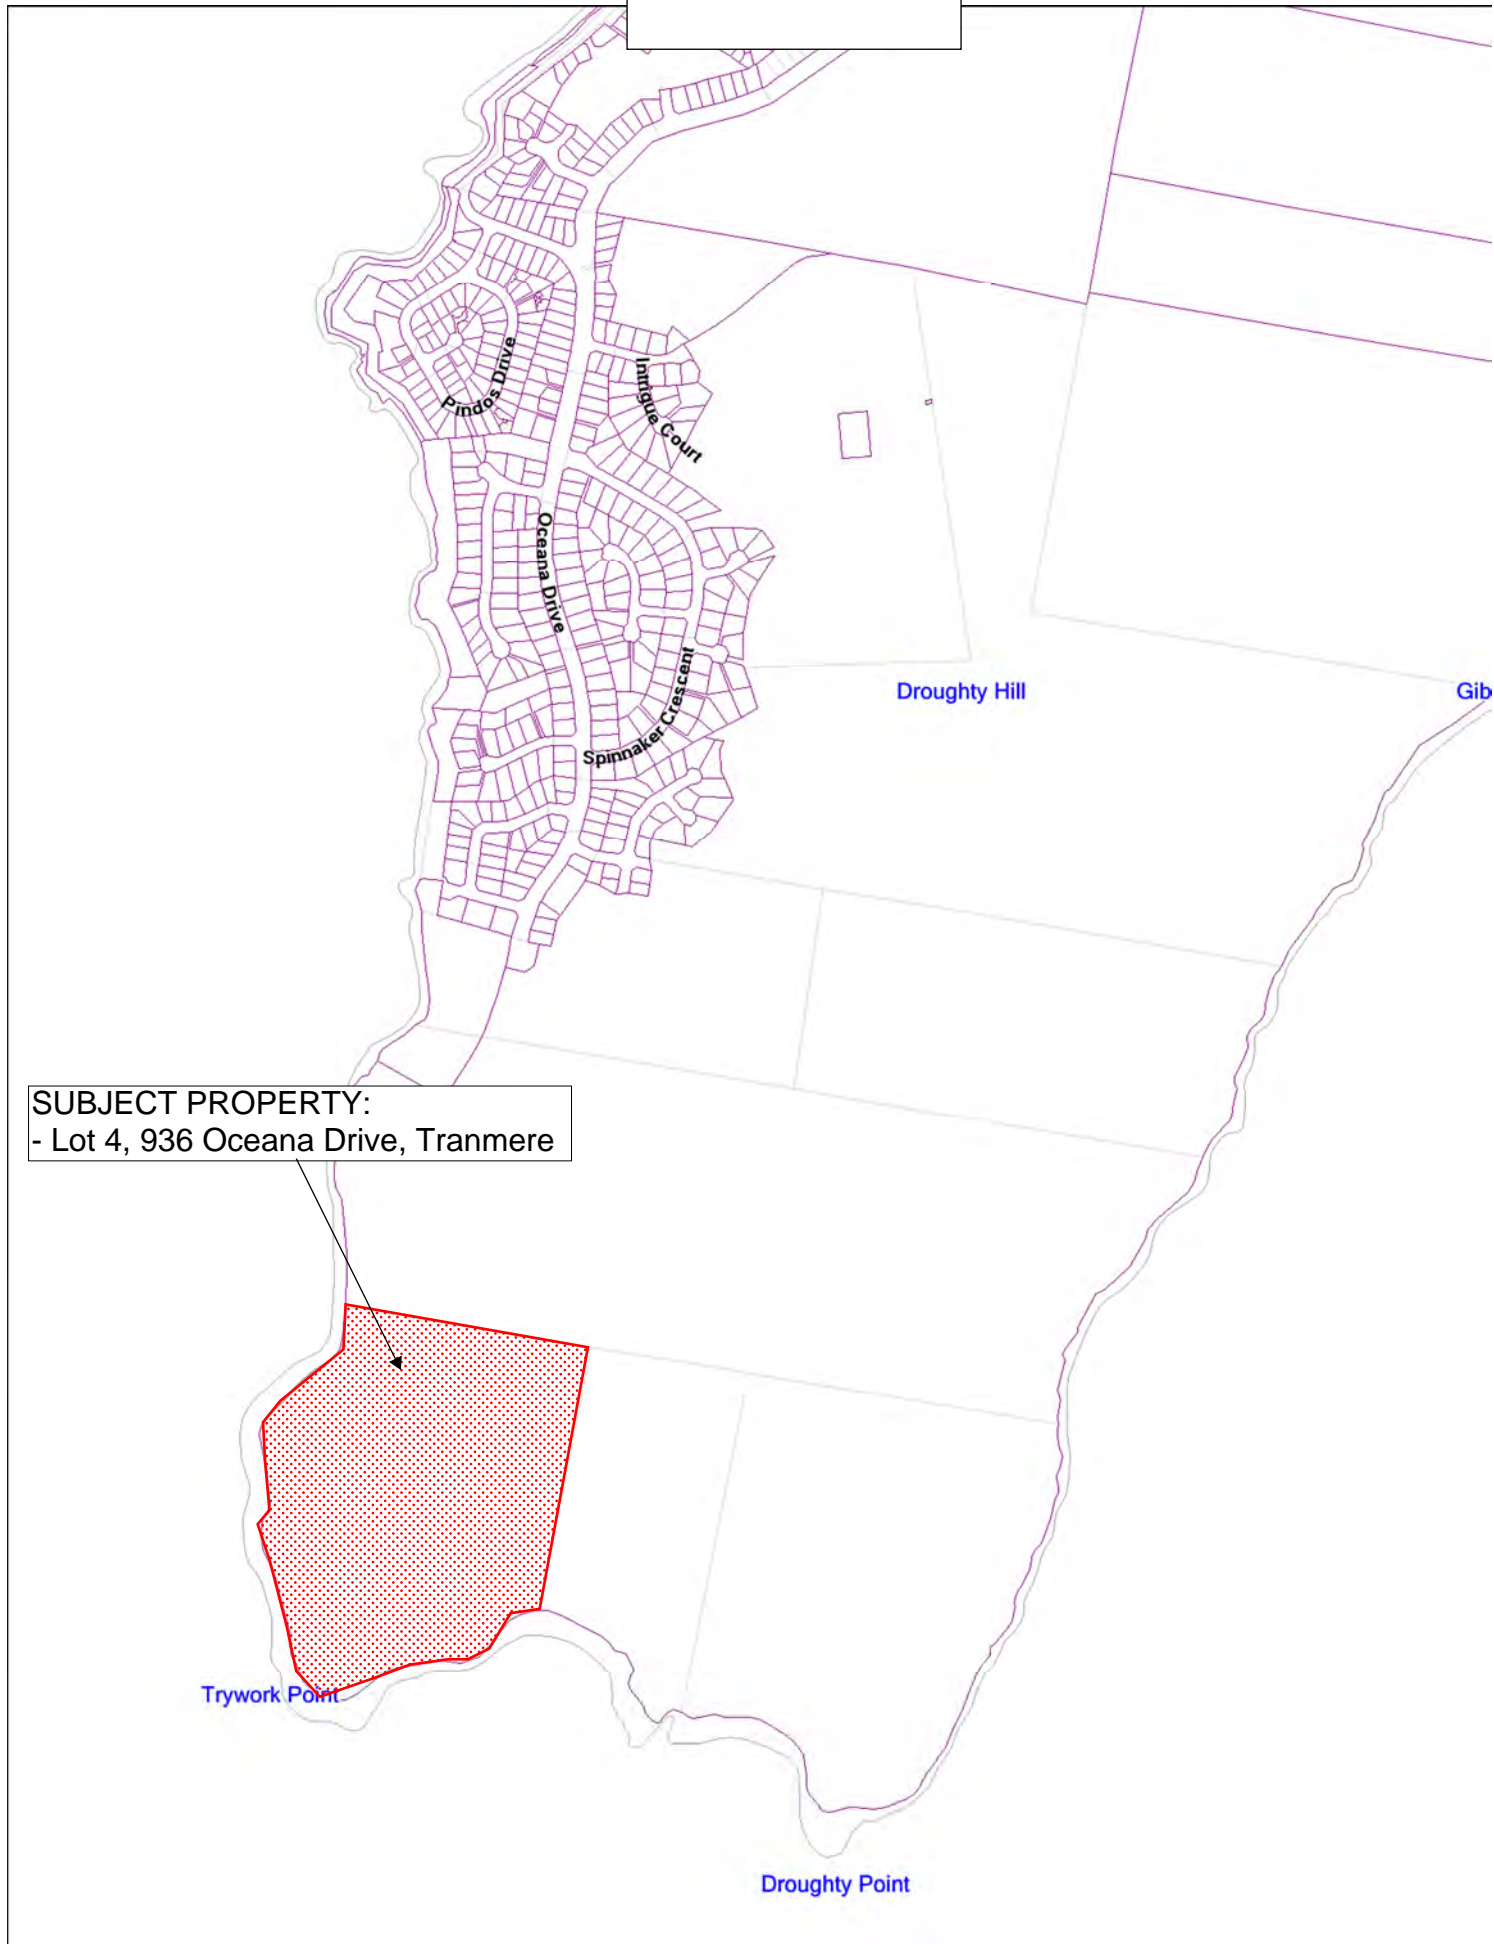 Pindos Drive
Intrigue Court
Oceana Drive
Spinnaker Crescent
Droughty Hill
Gib
SUBJECT PROPERTY:
- Lot 4, 936 Oceana Drive, Tranmere
Trywork Point
Droughty Point